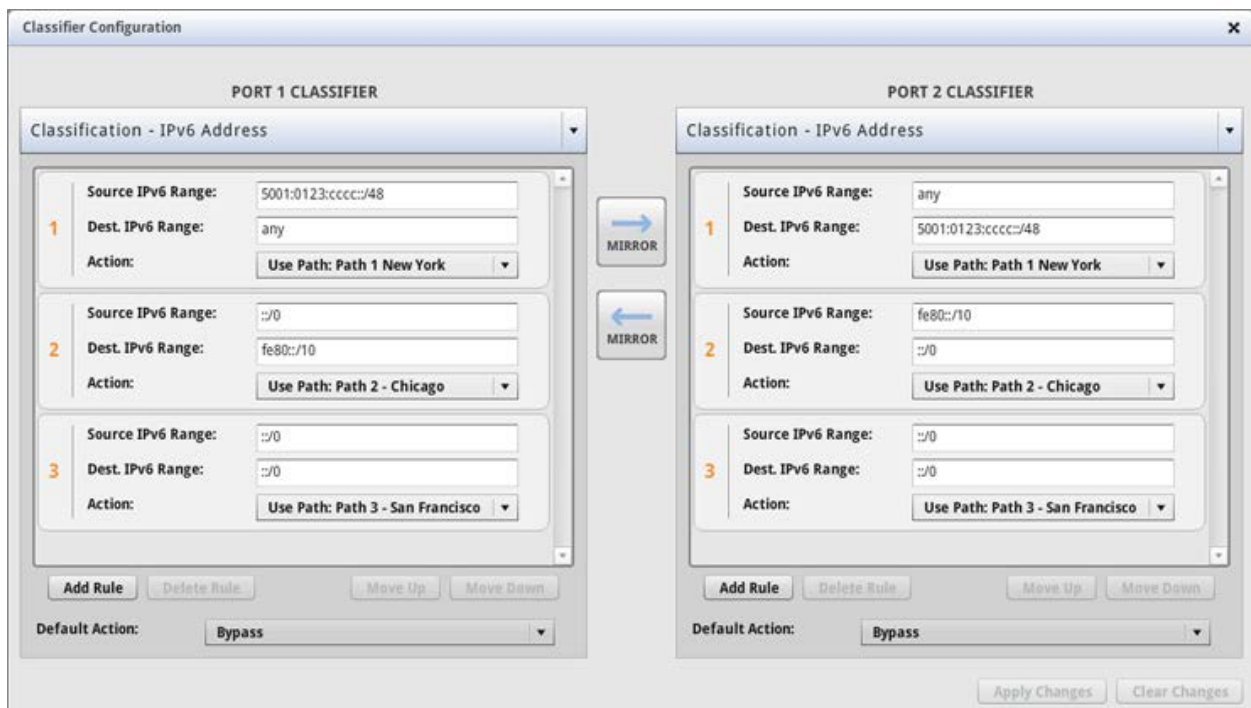 Classifier Configuration
PORT 1 CLASSIFIER
Classification - IPv6 Address
1
Source IPv6 Range: 5001:0123:cccc::/48
Dest. IPv6 Range: any
Action: Use Path: Path 1 New York
2
Source IPv6 Range: ::/0
Dest. IPv6 Range: fe80::/10
Action: Use Path: Path 2 - Chicago
3
Source IPv6 Range: ::/0
Dest. IPv6 Range: ::/0
Action: Use Path: Path 3 - San Francisco
Add Rule Delete Rule Move Up Move Down
Default Action: Bypass
MIRROR
MIRROR
PORT 2 CLASSIFIER
Classification - IPv6 Address
1
Source IPv6 Range: any
Dest. IPv6 Range: 5001:0123:cccc::/48
Action: Use Path: Path 1 New York
2
Source IPv6 Range: fe80::/10
Dest. IPv6 Range: ::/0
Action: Use Path: Path 2 - Chicago
3
Source IPv6 Range: ::/0
Dest. IPv6 Range: ::/0
Action: Use Path: Path 3 - San Francisco
Add Rule Delete Rule Move Up Move Down
Default Action: Bypass
Apply Changes Clear Changes